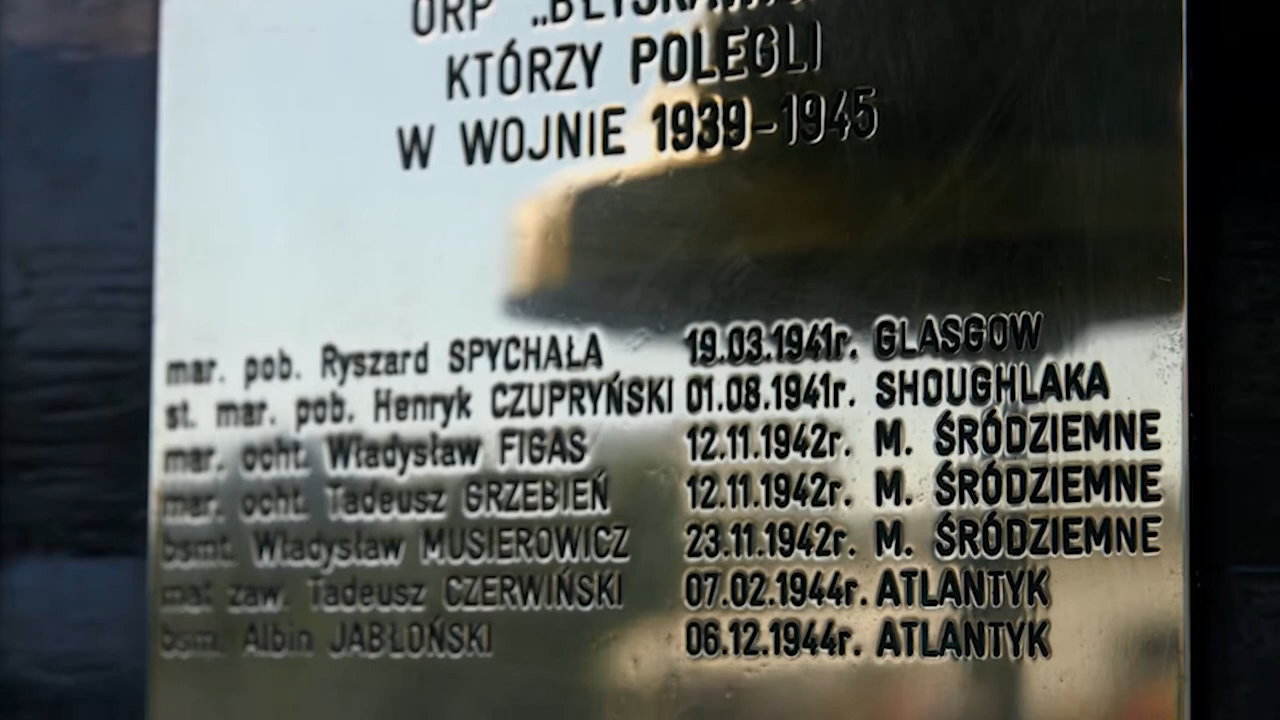 ORP
KTÓRZY POLEGLI
W WOJNIE 1939-1945
mar. pob. Ryszard SPYCHAŁA 19.03.1941r. GLASGOW
st. mar. pob. Henryk CZUPRYŃSKI 01.08.1941r. SHOUGHLAKA
mar. ocht. Władysław FIGAS 12.11.1942r. M. ŚRÓDZIEMNE
mar. ocht. Tadeusz GRZEBIEŃ 12.11.1942r. M. ŚRÓDZIEMNE
bsmt. Władysław MUSIEROWICZ 23.11.1942r. M. ŚRÓDZIEMNE
mat zaw. Tadeusz CZERWIŃSKI 07.02.1944r. ATLANTYK
bsm. Albin JABŁOŃSKI 06.12.1944r. ATLANTYK